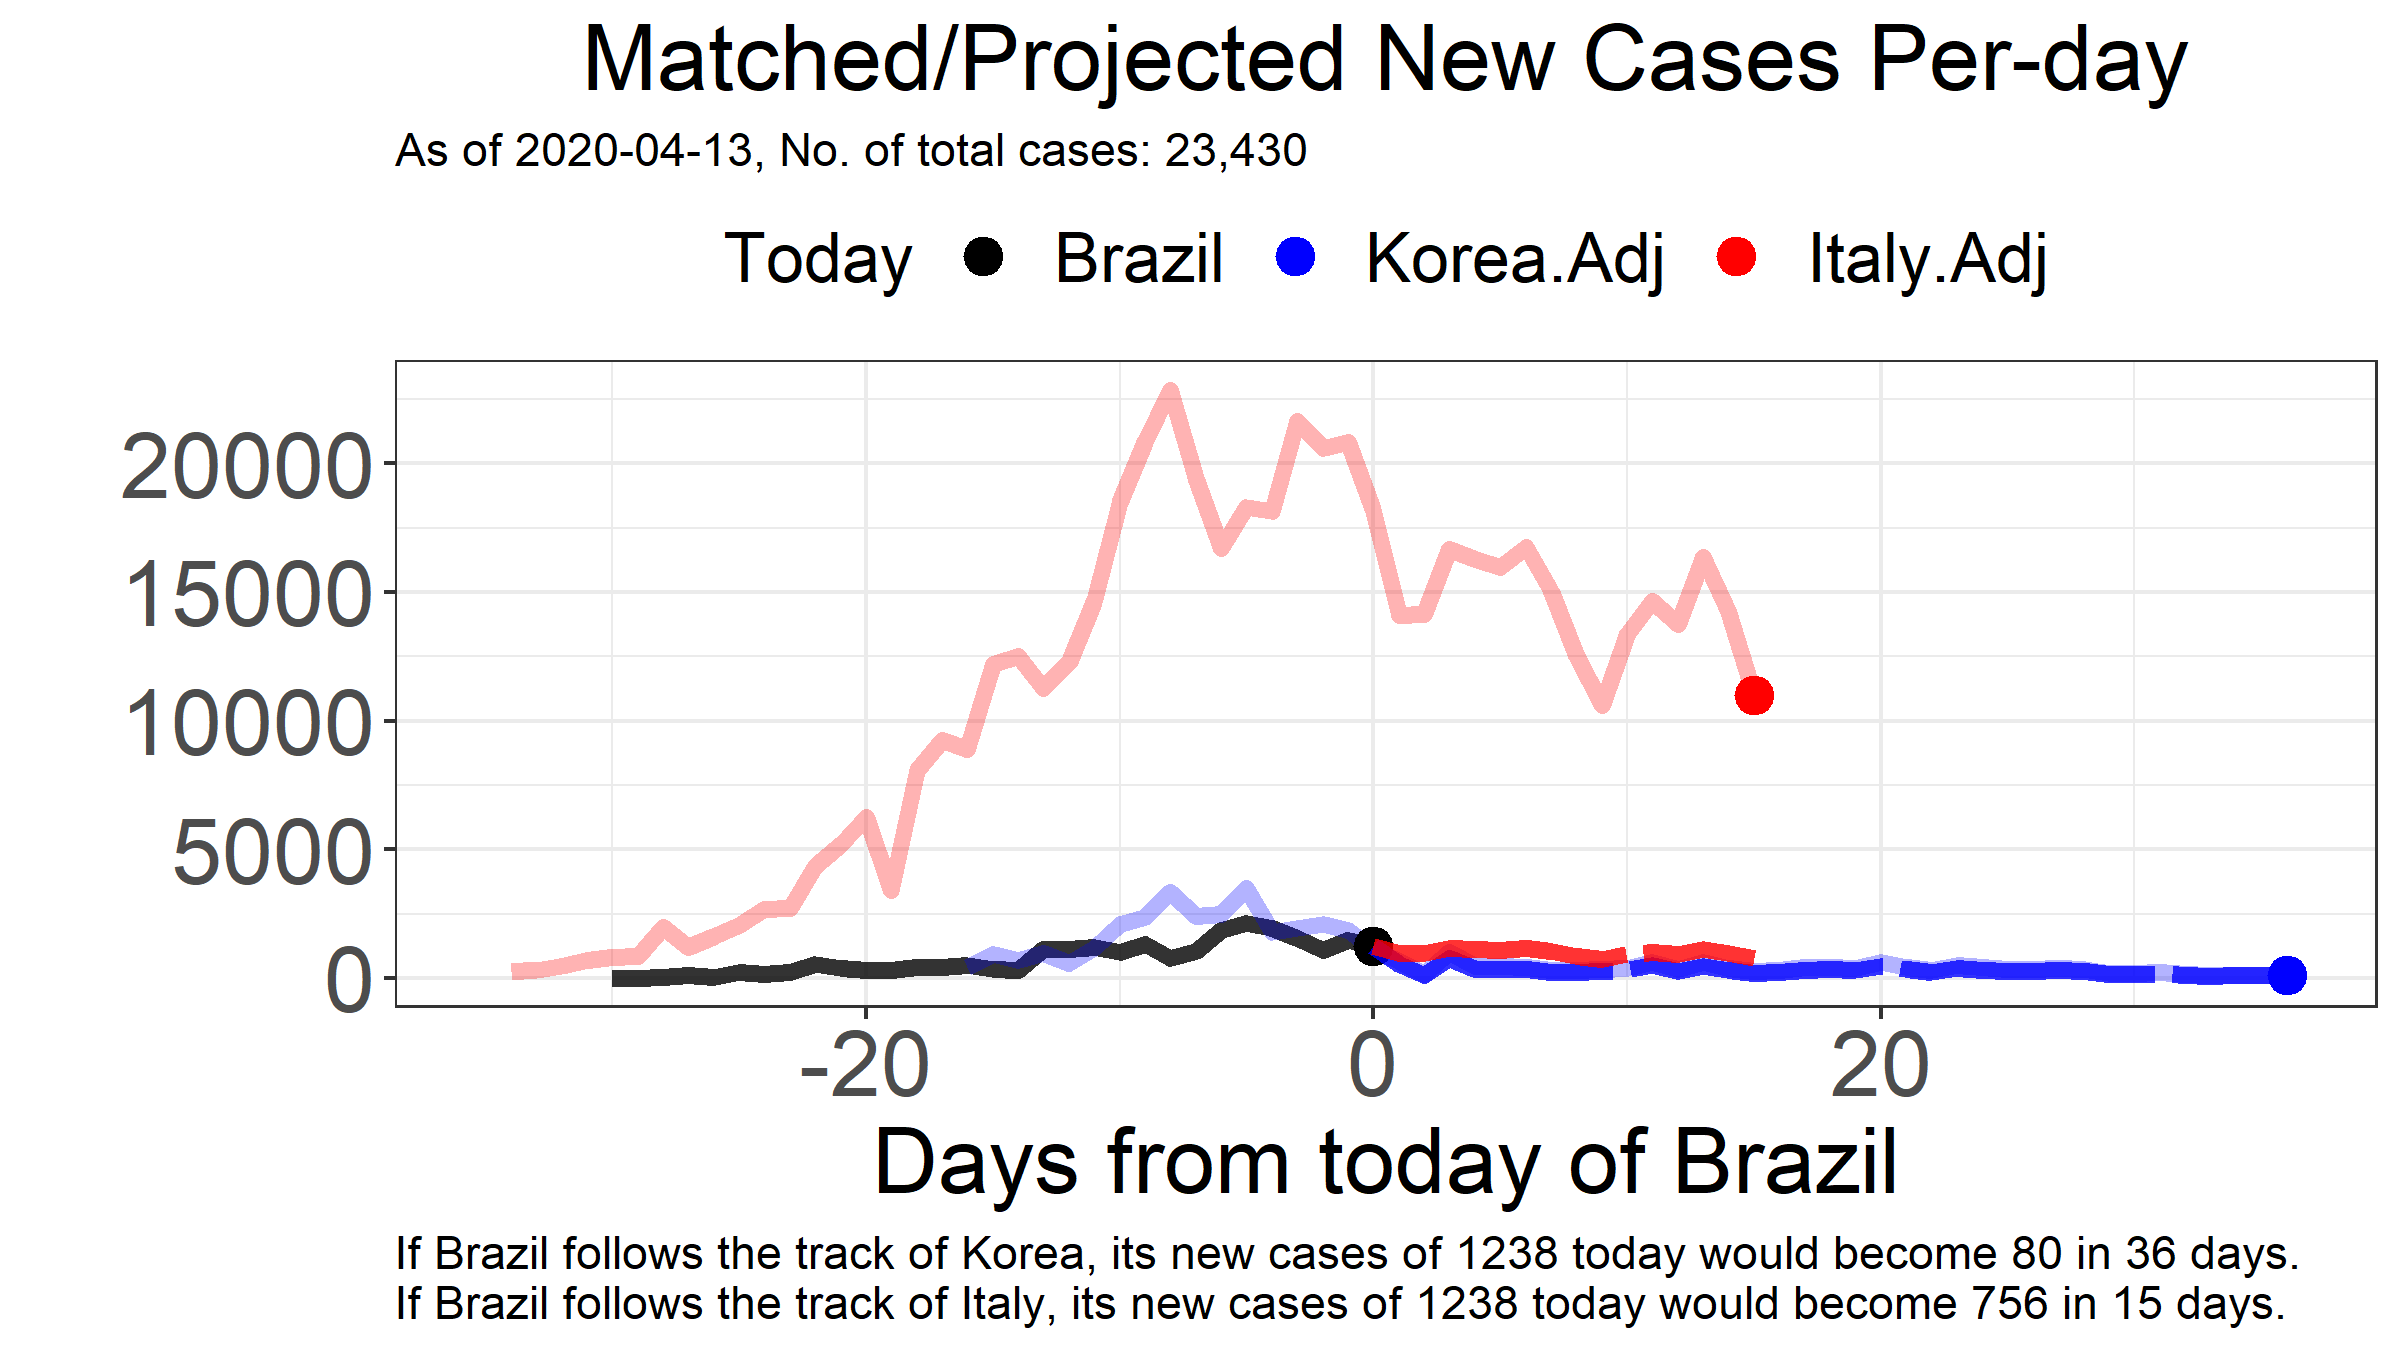 Matched/Projected New Cases Per-day
As of 2020-04-13, No. of total cases: 23,430
Today Brazil Korea.Adj Italy.Adj
20000
15000
10000
5000
0
-20 0 20
Days from today of Brazil
If Brazil follows the track of Korea, its new cases of 1238 today would become 80 in 36 days.
If Brazil follows the track of Italy, its new cases of 1238 today would become 756 in 15 days.